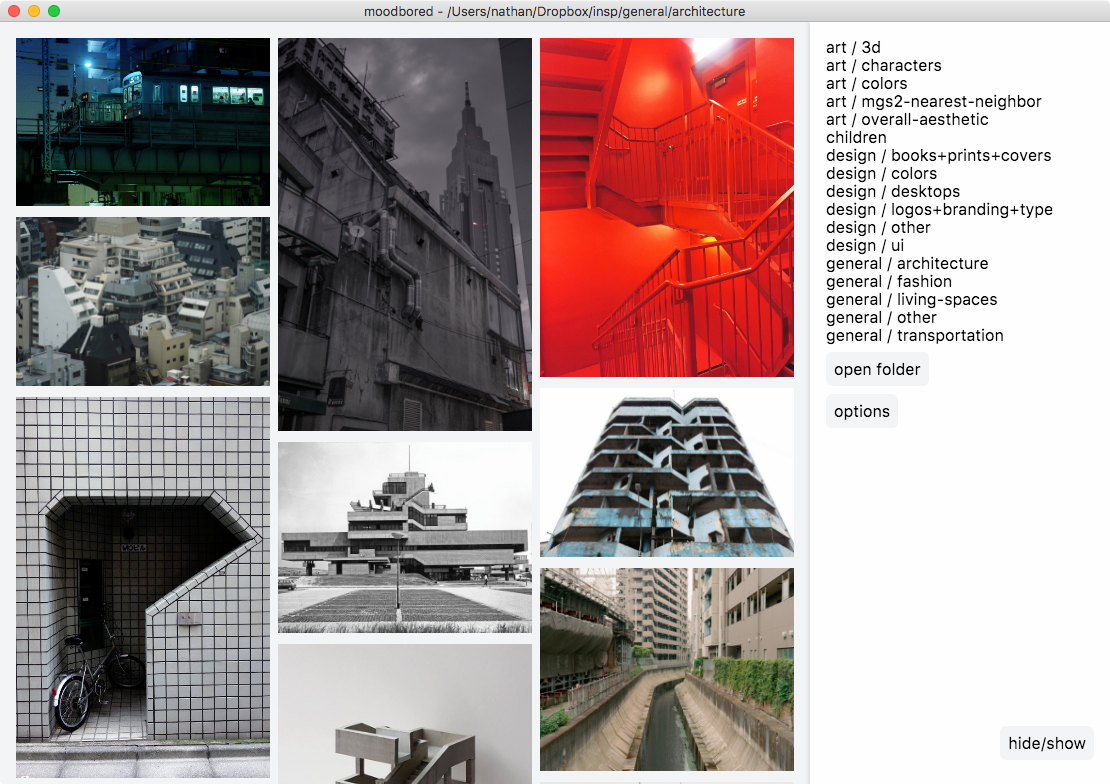 moodbored - /Users/nathan/Dropbox/insp/general/architecture
art / 3d
art / characters
art / colors
art / mgs2-nearest-neighbor
art / overall-aesthetic
children
design / books+prints+covers
design / colors
design / desktops
design / logos+branding+type
design / other
design / ui
general / architecture
general / fashion
general / living-spaces
general / other
general / transportation
open folder
options
hide/show